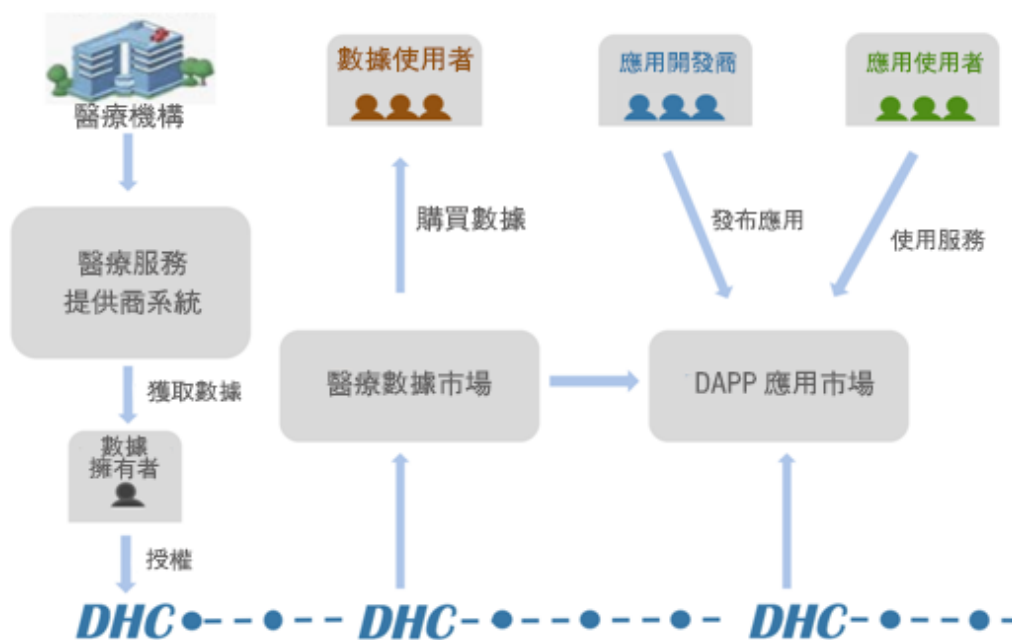 醫療機構
數據使用者
應用開發商
應用使用者
購買數據
發布應用
使用服務
醫療服務
提供商系統
獲取數據
醫療數據市場
DAPP 應用市場
數據
擁有者
授權
DHC
DHC
DHC